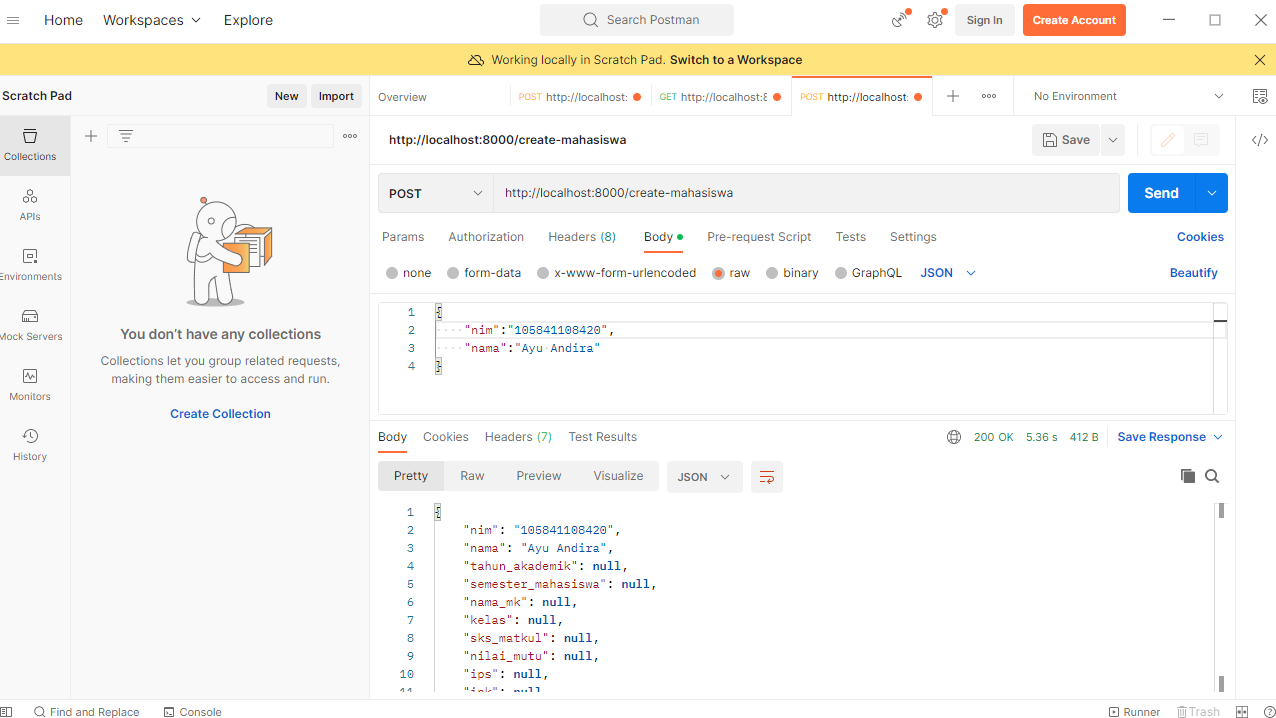 Home Workspaces Explore Search Postman Sign In Create Account
Working locally in Scratch Pad. Switch to a Workspace
Scratch Pad New Import
Overview POST http://localhost: GET http://localhost:8 POST http://localhost: No Environment
Collections
APIs
Environments
Mock Servers
Monitors
History
You don't have any collections
Collections let you group related requests,
making them easier to access and run.
Create Collection
http://localhost:8000/create-mahasiswa Save
POST http://localhost:8000/create-mahasiswa Send
Params Authorization Headers (8) Body Pre-request Script Tests Settings Cookies
none form-data x-www-form-urlencoded raw binary GraphQL JSON Beautify
1 {
2 "nim":"105841108420",
3 "nama":"Ayu Andira"
4 }
Body Cookies Headers (7) Test Results 200 OK 5.36 s 412 B Save Response
Pretty Raw Preview Visualize JSON
1 {
2 "nim": "105841108420",
3 "nama": "Ayu Andira",
4 "tahun_akademik": null,
5 "semester_mahasiswa": null,
6 "nama_mk": null,
7 "kelas": null,
8 "sks_matkul": null,
9 "nilai_mutu": null,
10 "ips": null,
11 "ipk": null
Find and Replace Console Runner Trash